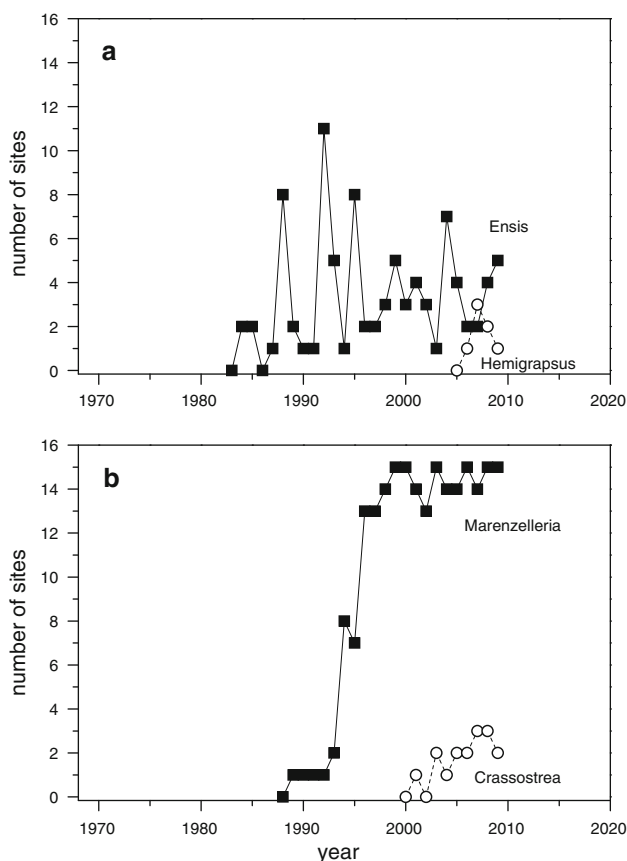 a
number of sites
16
14
12
10
8
6
4
2
0
Ensis
Hemigrapsus
1970 1980 1990 2000 2010 2020
b
number of sites
16
14
12
10
8
6
4
2
0
Marenzelleria
Crassostrea
1970 1980 1990 2000 2010 2020
year